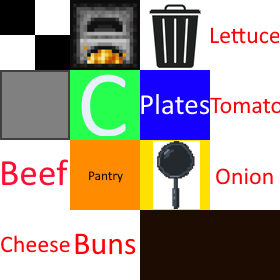 Lettuce
C
Plates
Tomato
Beef
Pantry
Onion
Cheese
Buns